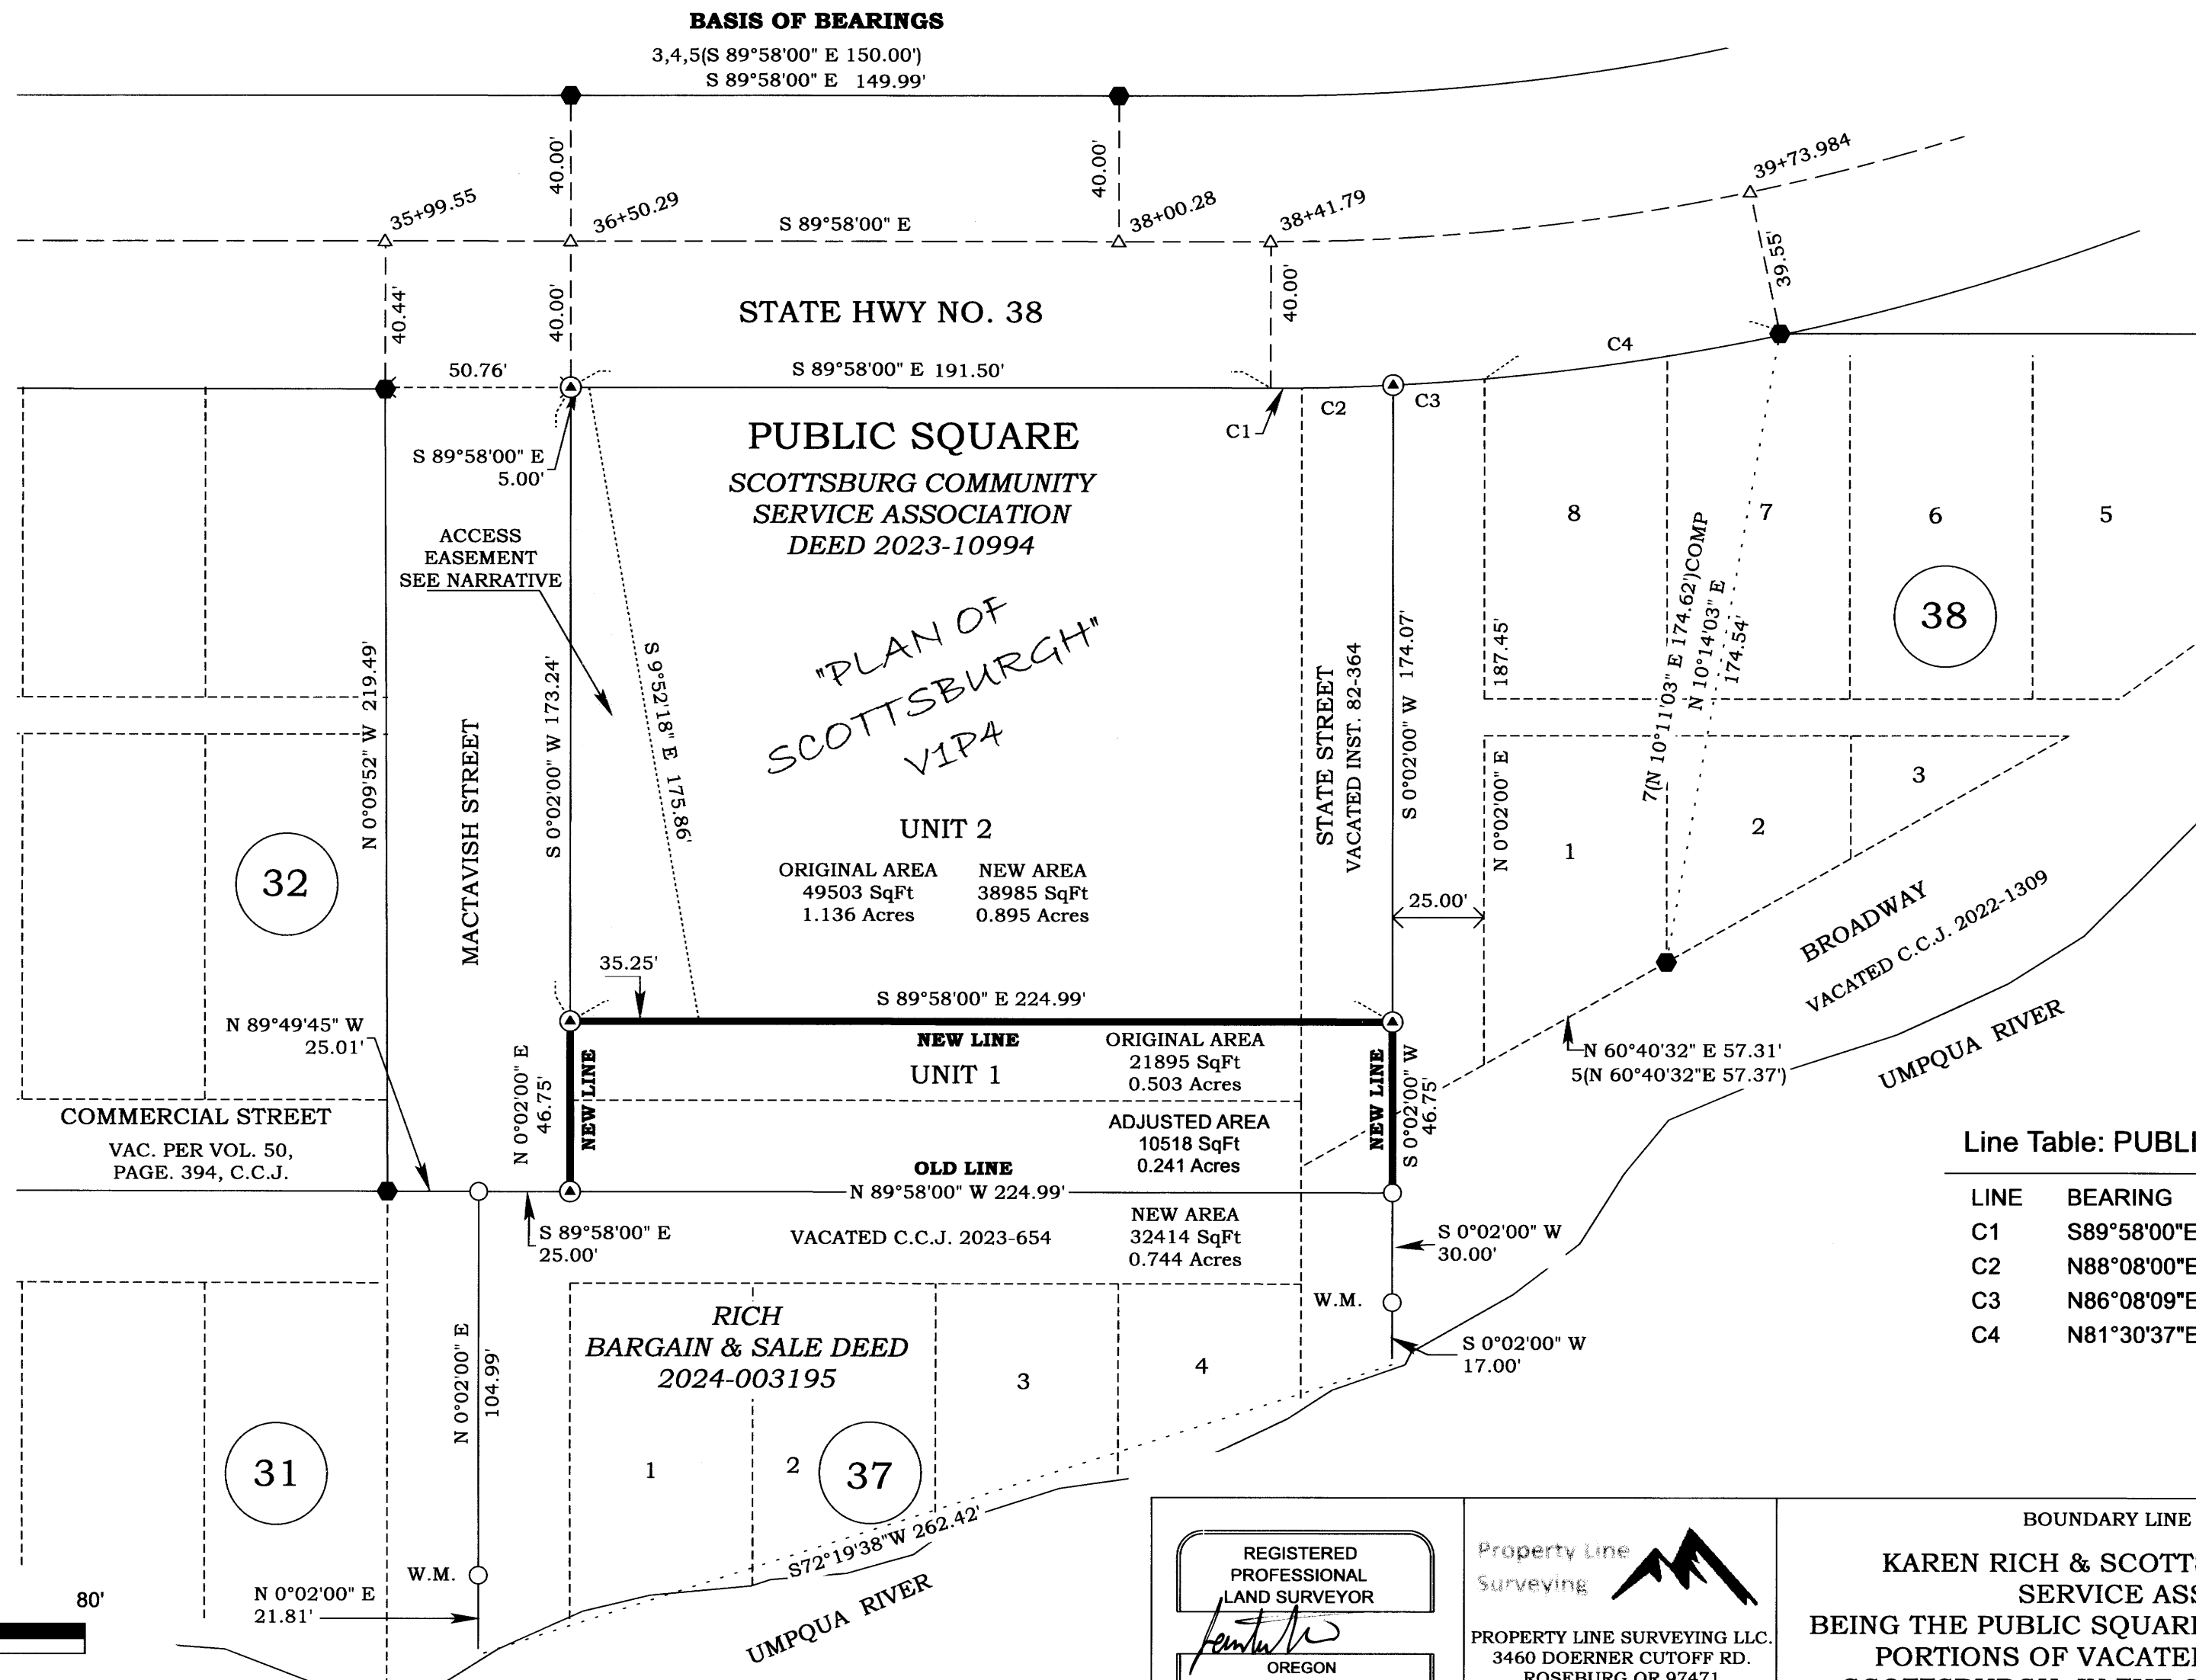 BASIS OF BEARINGS
3,4,5(S 89°58'00" E 150.00')
S 89°58'00" E 149.99'
40.00'
40.00'
35+99.55
36+50.29
S 89°58'00" E
38+00.28
38+41.79
39+73.984
40.44'
40.00'
STATE HWY NO. 38
40.00'
39.55'
50.76'
S 89°58'00" E 191.50'
C4
C1
C2
C3
S 89°58'00" E
5.00'
PUBLIC SQUARE
SCOTTSBURG COMMUNITY
SERVICE ASSOCIATION
DEED 2023-10994
ACCESS
EASEMENT
SEE NARRATIVE
8
7
6
5
38
"PLAN OF
SCOTTSBURGH"
V1P4
N 0°09'52" W 219.49'
MACTAVISH STREET
S 0°02'00" W 173.24'
S 9°52'18" E 175.86'
STATE STREET
VACATED INST. 82-364
S 0°02'00" W 174.07'
187.45'
N 0°02'00" E
7(N 10°11'03" E 174.62')COMP
N 10°14'03" E
174.54'
UNIT 2
ORIGINAL AREA
49503 SqFt
1.136 Acres
NEW AREA
38985 SqFt
0.895 Acres
32
1
2
3
25.00'
BROADWAY
VACATED C.C.J. 2022-1309
UMPQUA RIVER
35.25'
S 89°58'00" E 224.99'
N 89°49'45" W
25.01'
NEW LINE
UNIT 1
ORIGINAL AREA
21895 SqFt
0.503 Acres
N 60°40'32" E 57.31'
5(N 60°40'32"E 57.37')
N 0°02'00" E
46.75'
NEW LINE
NEW LINE
S 0°02'00" W
46.75'
COMMERCIAL STREET
VAC. PER VOL. 50,
PAGE. 394, C.C.J.
ADJUSTED AREA
10518 SqFt
0.241 Acres
OLD LINE
N 89°58'00" W 224.99'
S 89°58'00" E
25.00'
VACATED C.C.J. 2023-654
NEW AREA
32414 SqFt
0.744 Acres
S 0°02'00" W
30.00'
W.M.
S 0°02'00" W
17.00'
Line Table: PUBLI
LINE BEARING
C1 S89°58'00"E
C2 N88°08'00"E
C3 N86°08'09"E
C4 N81°30'37"E
RICH
BARGAIN & SALE DEED
2024-003195
N 0°02'00" E
104.99'
31
1
2
37
3
4
S72°19'38"W 262.42'
UMPQUA RIVER
W.M.
N 0°02'00" E
21.81'
80'
REGISTERED
PROFESSIONAL
LAND SURVEYOR
OREGON
Property Line
Surveying
PROPERTY LINE SURVEYING LLC.
3460 DOERNER CUTOFF RD.
ROSEBURG OR 97471
BOUNDARY LINE
KAREN RICH & SCOTTS
SERVICE ASS
BEING THE PUBLIC SQUARE
PORTIONS OF VACATE